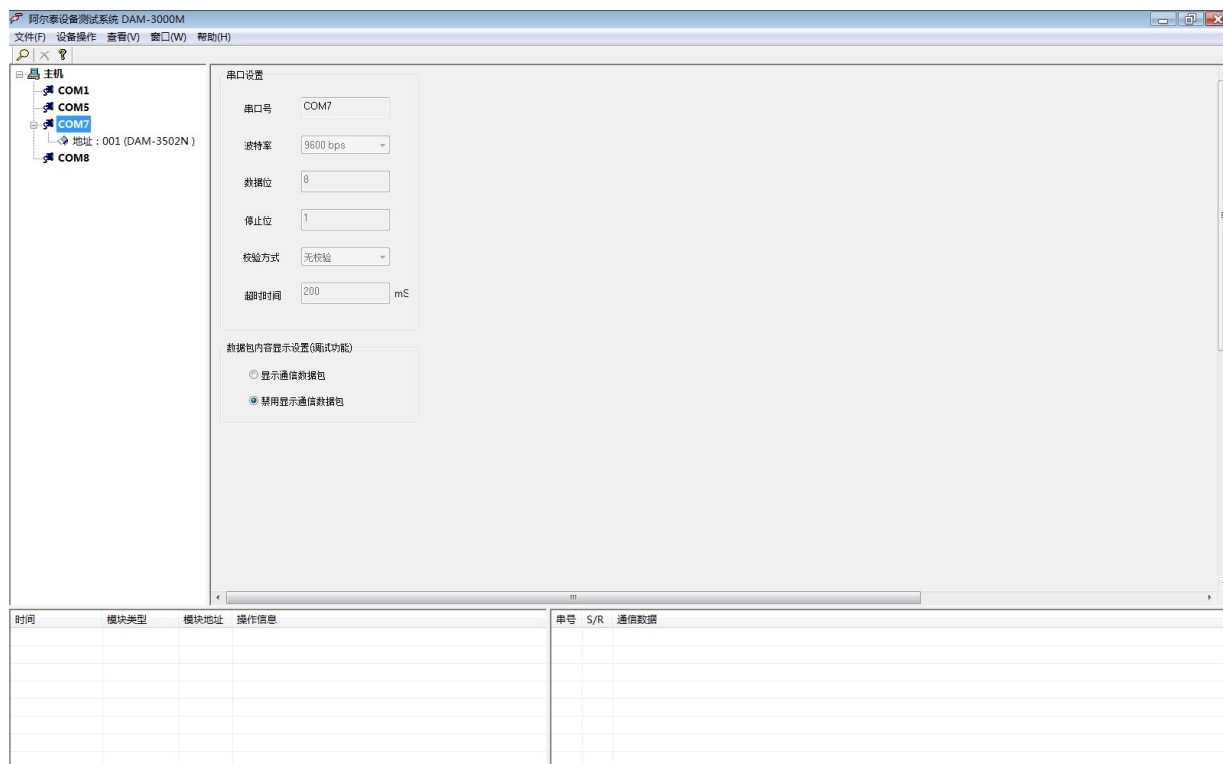 阿尔泰设备测试系统 DAM-3000M
文件(F) 设备操作 查看(V) 窗口(W) 帮助(H)
主机
COM1
COM5
COM7
地址：001 (DAM-3502N )
COM8
串口设置
串口号 COM7
波特率 9600 bps
数据位 8
停止位 1
校验方式 无校验
超时时间 200 mS
数据包内容显示设置(调试功能)
显示通信数据包
禁用显示通信数据包
时间 模块类型 模块地址 操作信息
串号 S/R 通信数据